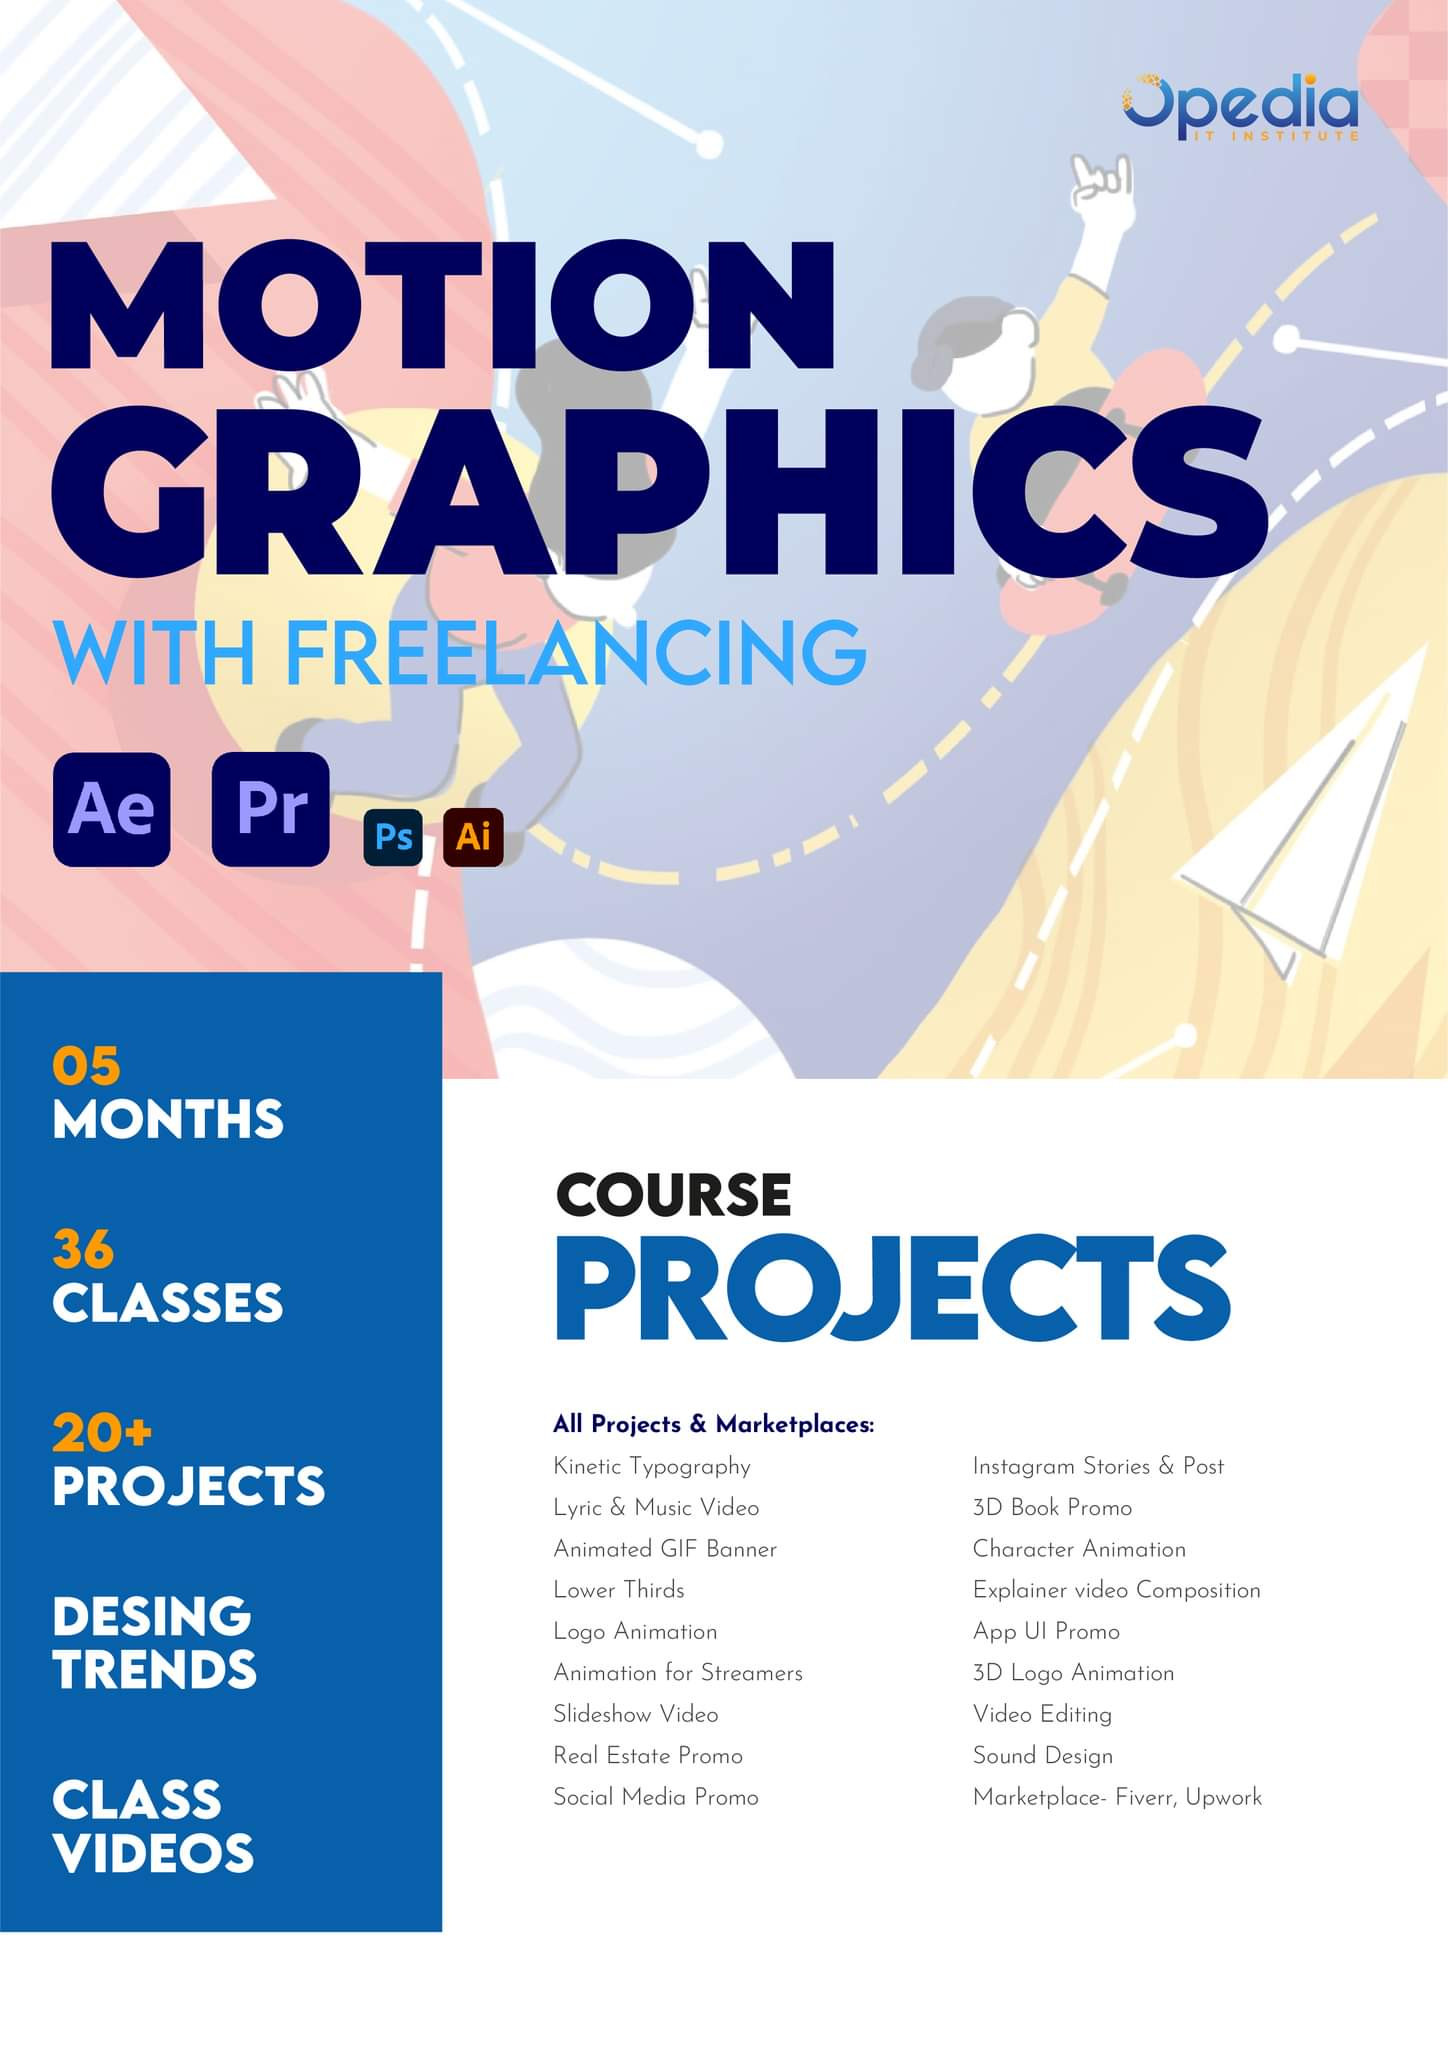 Opedia
IT INSTITUTE
MOTION
GRAPHICS
WITH FREELANCING
Ae Pr Ps Ai
05
MONTHS
36
CLASSES
20+
PROJECTS
DESING
TRENDS
CLASS
VIDEOS
COURSE
PROJECTS
All Projects & Marketplaces:
Kinetic Typography
Lyric & Music Video
Animated GIF Banner
Lower Thirds
Logo Animation
Animation for Streamers
Slideshow Video
Real Estate Promo
Social Media Promo
Instagram Stories & Post
3D Book Promo
Character Animation
Explainer video Composition
App UI Promo
3D Logo Animation
Video Editing
Sound Design
Marketplace- Fiverr, Upwork